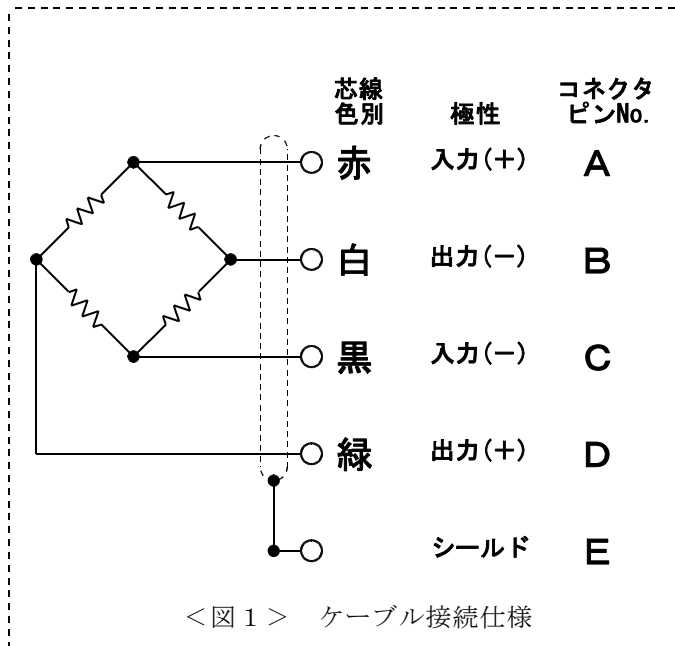 芯線 コネクタ
色別 極性 ピンNo.
赤 入力(+) A
白 出力(-) B
黒 入力(-) C
緑 出力(+) D
シールド E
＜図１＞　ケーブル接続仕様